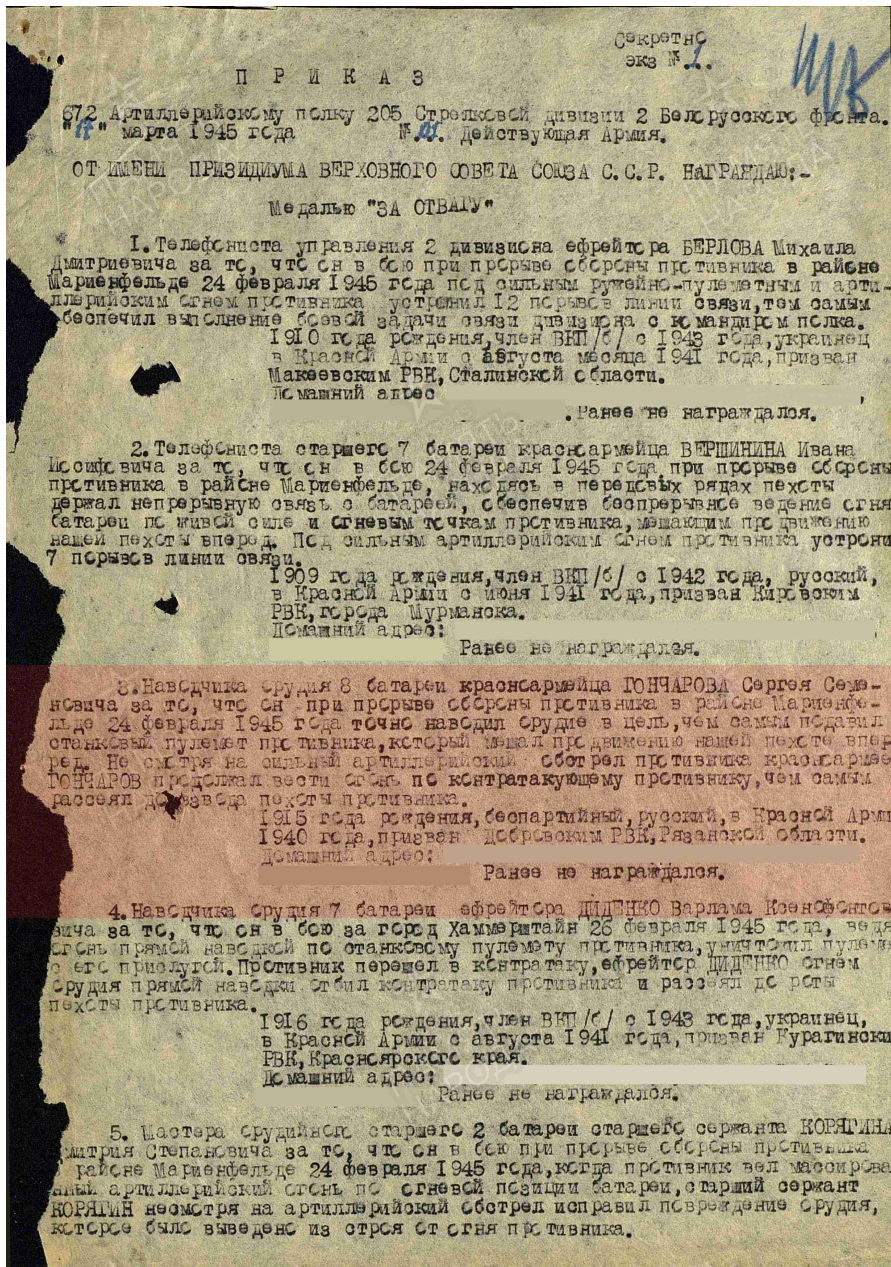 Секретно
экз № 1.
П Р И К А З
672 Артиллерийскому полку 205 Стрелковой дивизии 2 Белорусского фронта.
"17" марта 1945 года № Действующая Армия.
ОТ ИМЕНИ ПРИЗИДИУМА ВЕРХОВНОГО СОВЕТА СОЮЗА С.С.Р. НАГРАЖДАЮ:-
Медалью "ЗА ОТВАГУ"
1. Телефониста управления 2 дивизиона ефрейтора БЕРЛОВА Михаила
Дмитриевича за то, что он в бою при прорыве обороны противника в районе
Мариенфельде 24 февраля 1945 года под сильным ружейно-пулеметным и арти-
ллерийским огнем противника устронил 12 порывов линии связи, тем самым
обеспечил выполнение боевой задачи связи дивизиона с командиром полка.
1910 года рождения, член ВКП/б/ с 1943 года, украинец
в Красной Армии с августа месяца 1941 года, призван
Макеевским РВК, Сталинской области.
Домашний адрес
.Ранее не награждался.
2. Телефониста старшего 7 батареи красноармейца ВЕРШИНИНА Ивана
Иосифовича за то, что он в бою 24 февраля 1945 года при прорыве обороны
противника в районе Мариенфельде, находясь в передовых рядах пехоты
держал непрерывную связь с батареей, обеспечив беспрерывное ведение огня
батареи по живой силе и огневым точкам противника, мешающим продвижению
нашей пехоты вперед. Под сильным артиллерийским огнем противника устрони
7 порывов линии связи.
1909 года рождения, член ВКП/б/ с 1942 года, русский,
в Красной Армии с июня 1941 года, призван Кировским
РВК, города Мурманска.
Домашний адрес:
Ранее не награждался.
3. Наводчика орудия 8 батареи красноармейца ГОНЧАРОВА Сергея Семе-
новича за то, что он при прорыве обороны противника в районе Мариенфе-
льде 24 февраля 1945 года точно наводил орудие в цель, чем самым подавил
станковый пулемет противника, который мешал продвижению нашей пехоте впер
ред. Не смотря на сильный артиллерийский обстрел противника красноармее
ГОНЧАРОВ продолжал вести огонь по контратакующему противнику, чем самым
рассеял до взвода пехоты противника.
1915 года рождения, беспартийный, русский, в Красной Арми
1940 года, призван Добровским РВК, Рязанской области.
Домашний адрес:
Ранее не награждался.
4. Наводчика орудия 7 батареи ефрейтора ДИДЕНКО Варлама Ксенофонтов
вича за то, что он в бою за город Хаммерштайн 26 февраля 1945 года, ведя
огонь прямой наводкой по станковому пулемету противника, уничтожил пулеме
с его прислугой. Противник перешел в контратаку, ефрейтор ДИДЕНКО огнем
орудия прямой наводки отбил контратаку противника и рассеял до роты
пехоты противника.
1916 года рождения, член ВКП/б/ с 1943 года, украинец,
в Красной Армии с августа 1941 года, призван Курагински
РВК, Красноярского края.
Домашний адрес:
Ранее не награждался.
5. Мастера орудийного старшего 2 батареи старшего сержанта КОРЯГИНА
митрия Степановича за то, что он в бою при прорыве обороны противника
районе Мариенфельде 24 февраля 1945 года, когда противник вел массирова
нный артиллерийский огонь по огневой позиции батареи, старший сержант
КОРЯГИН несмотря на артиллерийский обстрел исправил повреждение орудия,
которое было выведено из строя от огня противника.